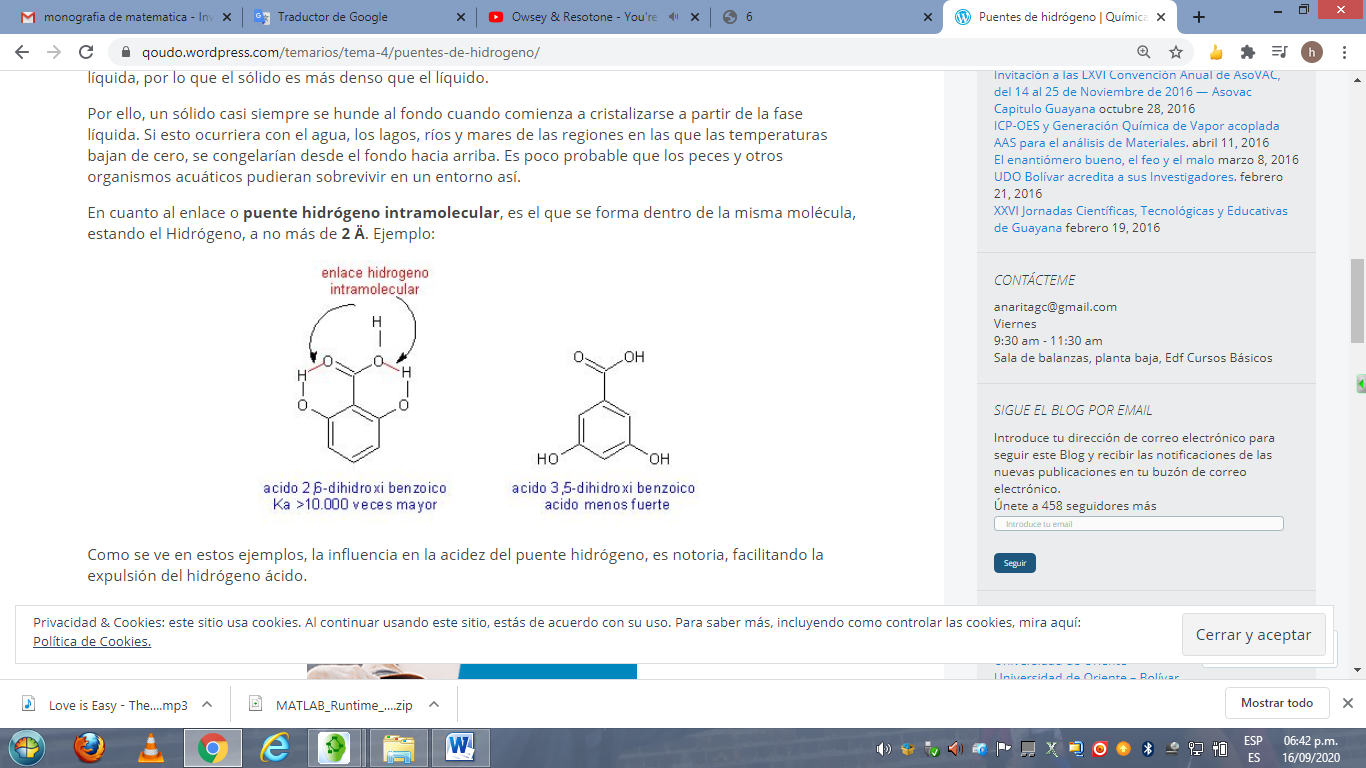 monografia de matematica - Inv
Traductor de Google
Owsey & Resotone - You're
6
Puentes de hidrógeno | Química
qoudo.wordpress.com/temarios/tema-4/puentes-de-hidrogeno/
h
líquida, por lo que el sólido es más denso que el líquido.
Por ello, un sólido casi siempre se hunde al fondo cuando comienza a cristalizarse a partir de la fase
líquida. Si esto ocurriera con el agua, los lagos, ríos y mares de las regiones en las que las temperaturas
bajan de cero, se congelarían desde el fondo hacia arriba. Es poco probable que los peces y otros
organismos acuáticos pudieran sobrevivir en un entorno así.
En cuanto al enlace o puente hidrógeno intramolecular, es el que se forma dentro de la misma molécula,
estando el Hidrógeno, a no más de 2 Ä. Ejemplo:
enlace hidrogeno
intramolecular
H
O
O
H
H
O
O
acido 2,6-dihidroxi benzoico
Ka >10.000 veces mayor
O
OH
HO
OH
acido 3,5-dihidroxi benzoico
acido menos fuerte
Como se ve en estos ejemplos, la influencia en la acidez del puente hidrógeno, es notoria, facilitando la
expulsión del hidrógeno ácido.
Invitación a las LXVI Convención Anual de AsoVAC,
del 14 al 25 de Noviembre de 2016 — Asovac
Capitulo Guayana octubre 28, 2016
ICP-OES y Generación Química de Vapor acoplada
AAS para el análisis de Materiales. abril 11, 2016
El enantiómero bueno, el feo y el malo marzo 8, 2016
UDO Bolívar acredita a sus Investigadores. febrero
21, 2016
XXVI Jornadas Científicas, Tecnológicas y Educativas
de Guayana febrero 19, 2016
CONTÁCTEME
anaritagc@gmail.com
Viernes
9:30 am - 11:30 am
Sala de balanzas, planta baja, Edf Cursos Básicos
SIGUE EL BLOG POR EMAIL
Introduce tu dirección de correo electrónico para
seguir este Blog y recibir las notificaciones de las
nuevas publicaciones en tu buzón de correo
electrónico.
Únete a 458 seguidores más
Introduce tu email
Seguir
Privacidad & Cookies: este sitio usa cookies. Al continuar usando este sitio, estás de acuerdo con su uso. Para saber más, incluyendo como controlar las cookies, mira aquí:
Política de Cookies.
Cerrar y aceptar
Universidad de Oriente
Universidad de Oriente – Bolívar
Love is Easy - The....mp3
MATLAB_Runtime_....zip
Mostrar todo
ESP
ES
06:42 p.m.
16/09/2020